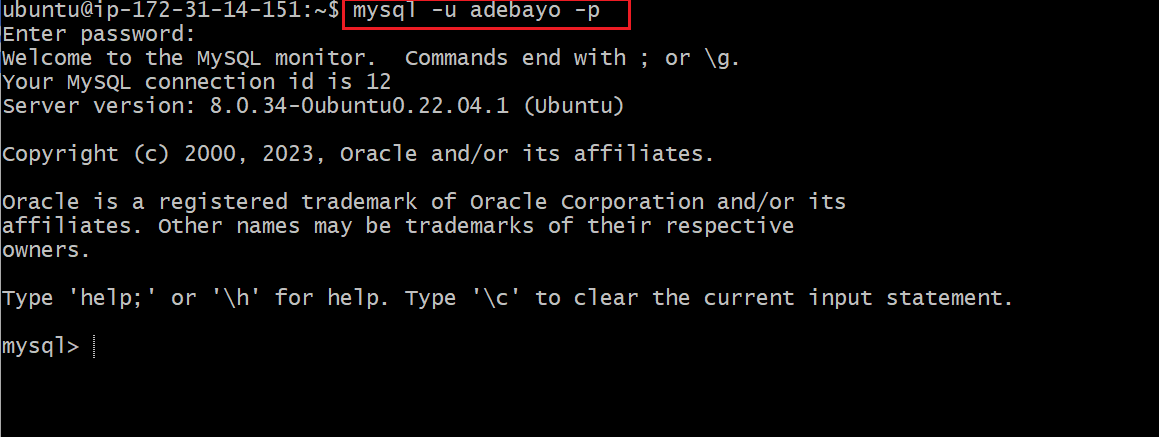 ubuntu@ip-172-31-14-151:~$ mysql -u adebayo -p
Enter password:
Welcome to the MySQL monitor.  Commands end with ; or \g.
Your MySQL connection id is 12
Server version: 8.0.34-0ubuntu0.22.04.1 (Ubuntu)

Copyright (c) 2000, 2023, Oracle and/or its affiliates.

Oracle is a registered trademark of Oracle Corporation and/or its
affiliates. Other names may be trademarks of their respective
owners.

Type 'help;' or '\h' for help. Type '\c' to clear the current input statement.

mysql>